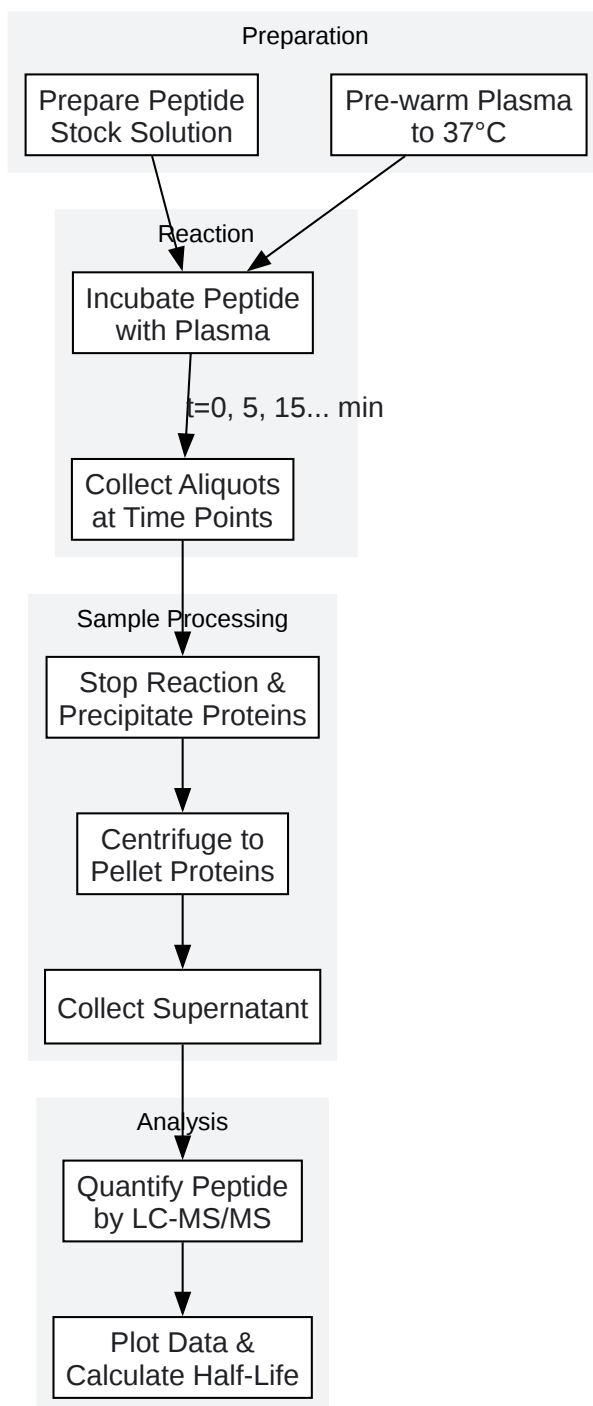 Preparation
Prepare Peptide
Stock Solution
Pre-warm Plasma
to 37°C
Reaction
Incubate Peptide
with Plasma
t=0, 5, 15... min
Collect Aliquots
at Time Points
Sample Processing
Stop Reaction &
Precipitate Proteins
Centrifuge to
Pellet Proteins
Collect Supernatant
Analysis
Quantify Peptide
by LC-MS/MS
Plot Data &
Calculate Half-Life